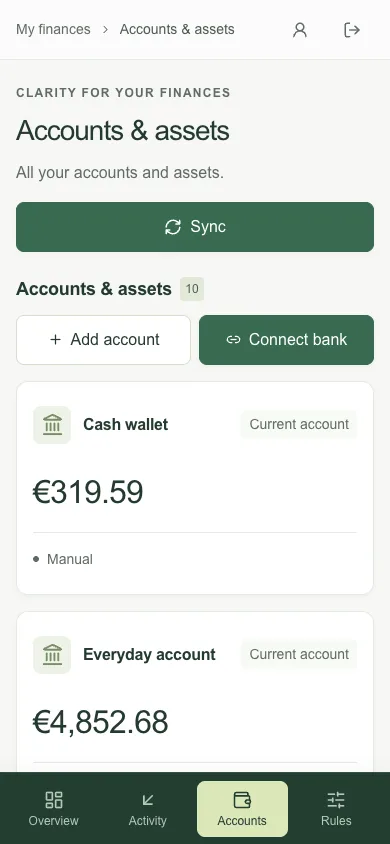 My finances > Accounts & assets
CLARITY FOR YOUR FINANCES
Accounts & assets
All your accounts and assets.
Sync
Accounts & assets 10
+ Add account Connect bank
Cash wallet Current account
€319.59
• Manual
Everyday account Current account
€4,852.68
Overview Activity Accounts Rules